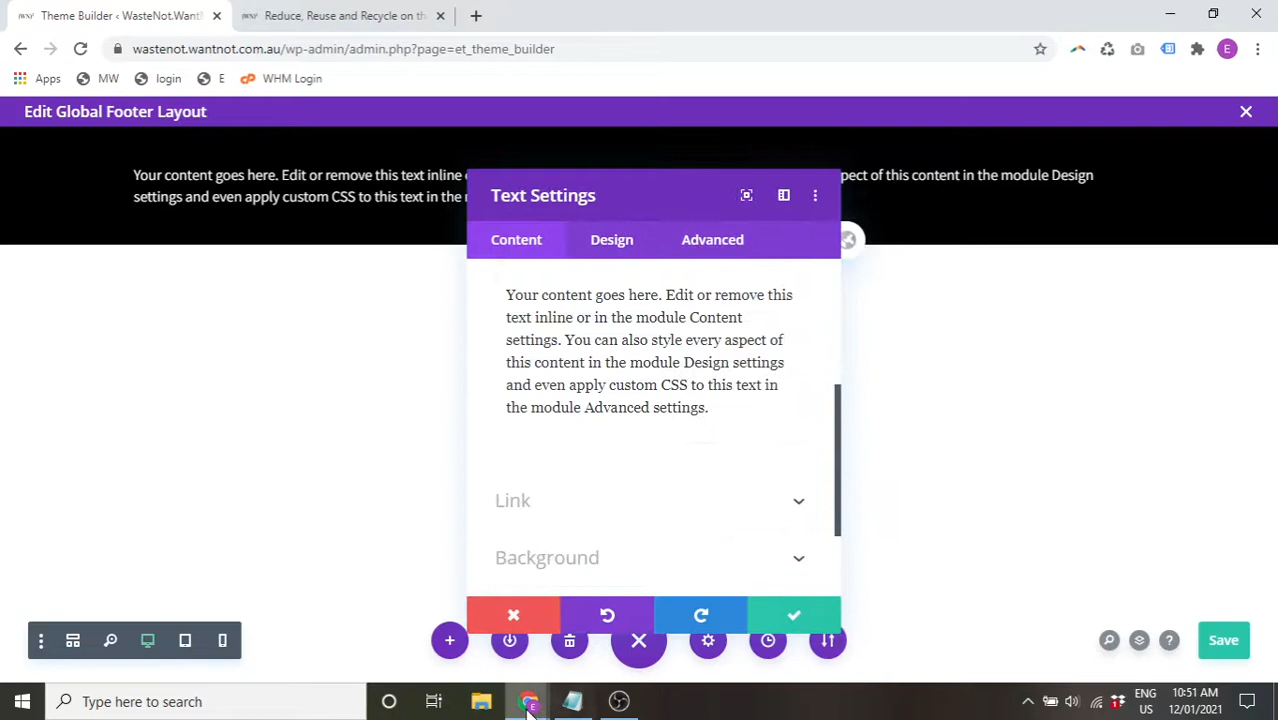 Theme Builder ‹ WasteNot.Want
Reduce, Reuse and Recycle on th
wastenot.wantnot.com.au/wp-admin/admin.php?page=et_theme_builder
E
Apps
MW
login
E
WHM Login
Edit Global Footer Layout
Your content goes here. Edit or remove this text inline
pect of this content in the module Design
settings and even apply custom CSS to this text in the
Text Settings
Content
Design
Advanced
Your content goes here. Edit or remove this
text inline or in the module Content
settings. You can also style every aspect of
this content in the module Design settings
and even apply custom CSS to this text in
the module Advanced settings.
Link
Background
Save
Type here to search
ENG
US
10:51 AM
12/01/2021